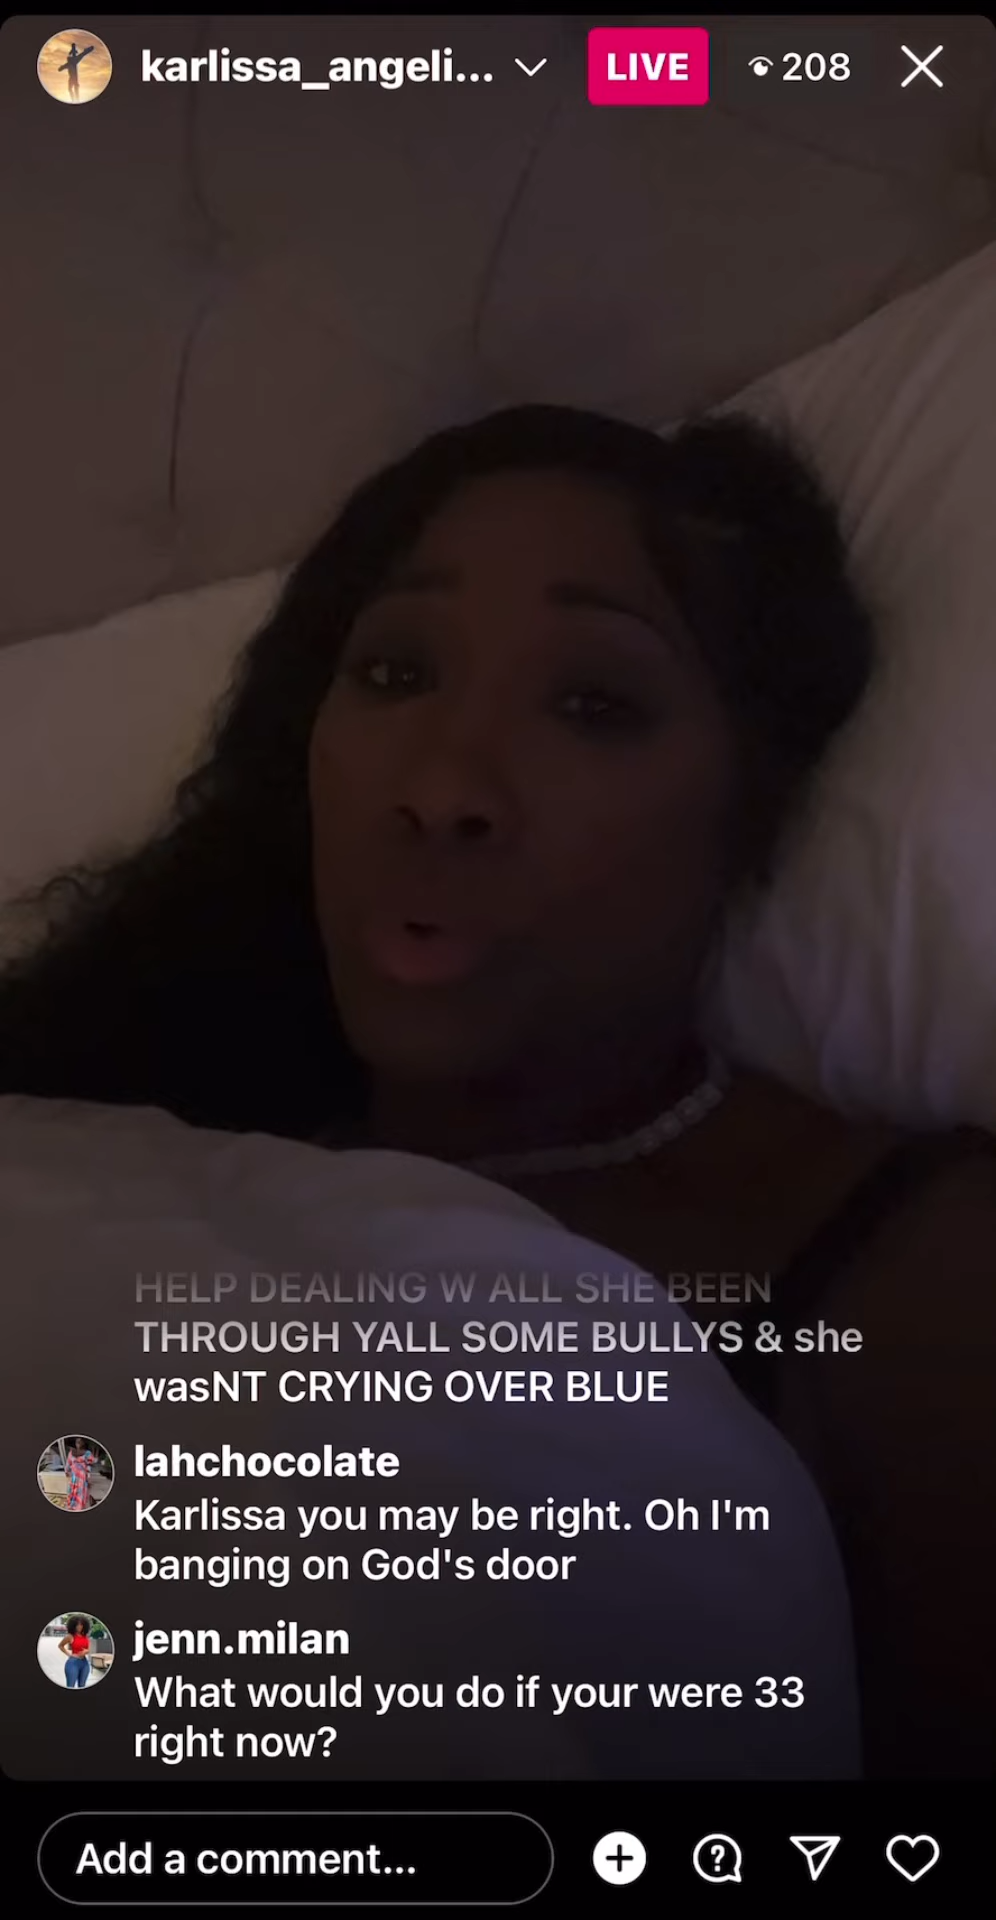 karlissa_angeli...
LIVE
208
HELP DEALING W ALL SHE BEEN
THROUGH YALL SOME BULLYS & she
wasNT CRYING OVER BLUE
lahchocolate
Karlissa you may be right. Oh I'm
banging on God's door
jenn.milan
What would you do if your were 33
right now?
Add a comment...